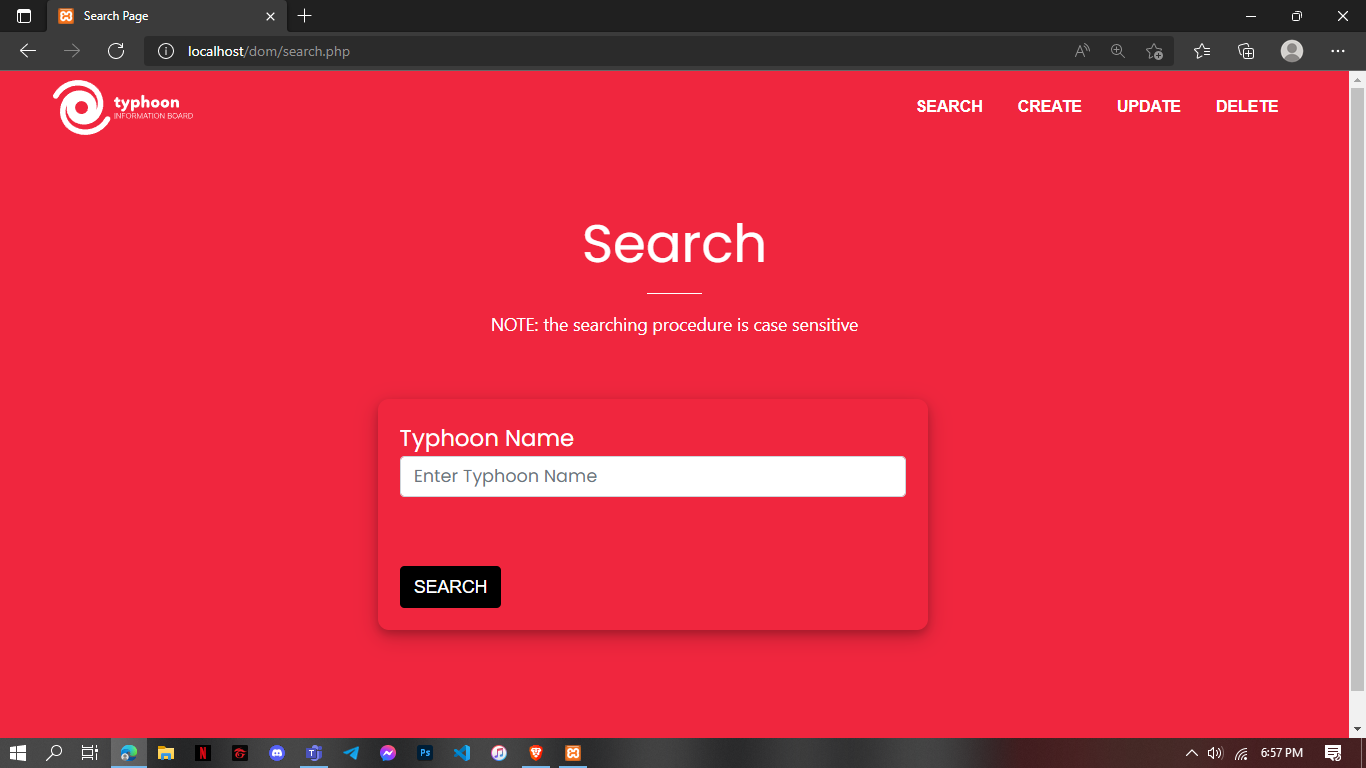 Search Page
localhost/dom/search.php
typhoon
INFORMATION BOARD
SEARCH CREATE UPDATE DELETE
Search
NOTE: the searching procedure is case sensitive
Typhoon Name
Enter Typhoon Name
SEARCH
6:57 PM